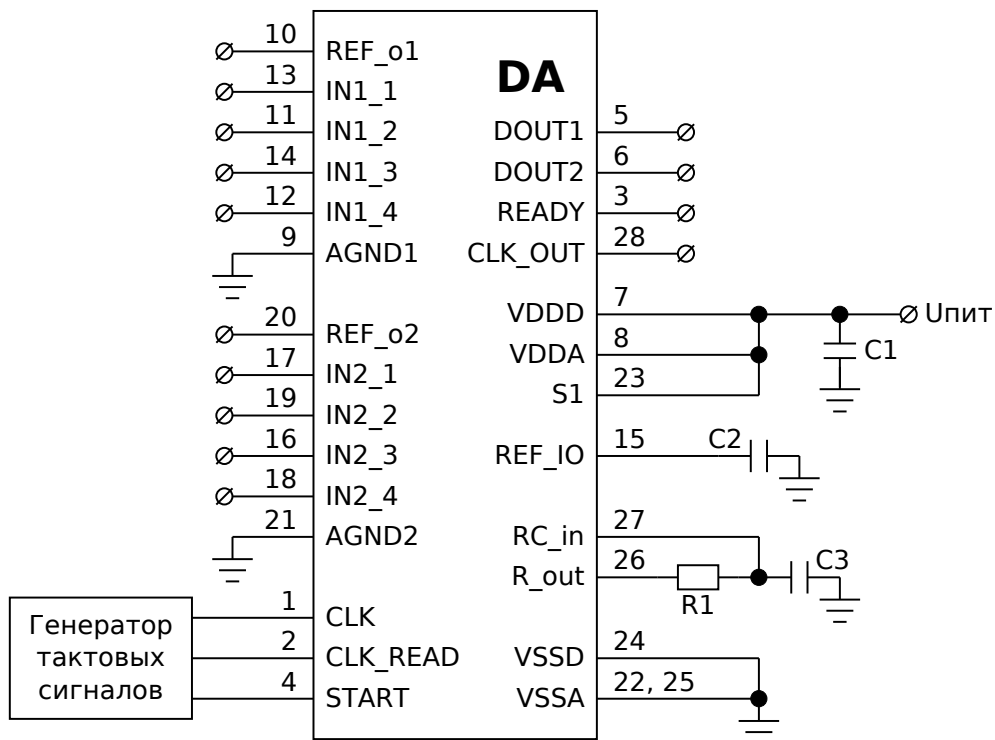 DA
10 REF_o1
13 IN1_1
11 IN1_2
14 IN1_3
12 IN1_4
9 AGND1
20 REF_o2
17 IN2_1
19 IN2_2
16 IN2_3
18 IN2_4
21 AGND2
1 CLK
2 CLK_READ
4 START
Генератор
тактовых
сигналов
DOUT1 5
DOUT2 6
READY 3
CLK_OUT 28
VDDD 7
Uпит
VDDA 8
C1
S1 23
REF_IO 15
C2
RC_in 27
R_out 26
R1
C3
VSSD 24
VSSA 22, 25